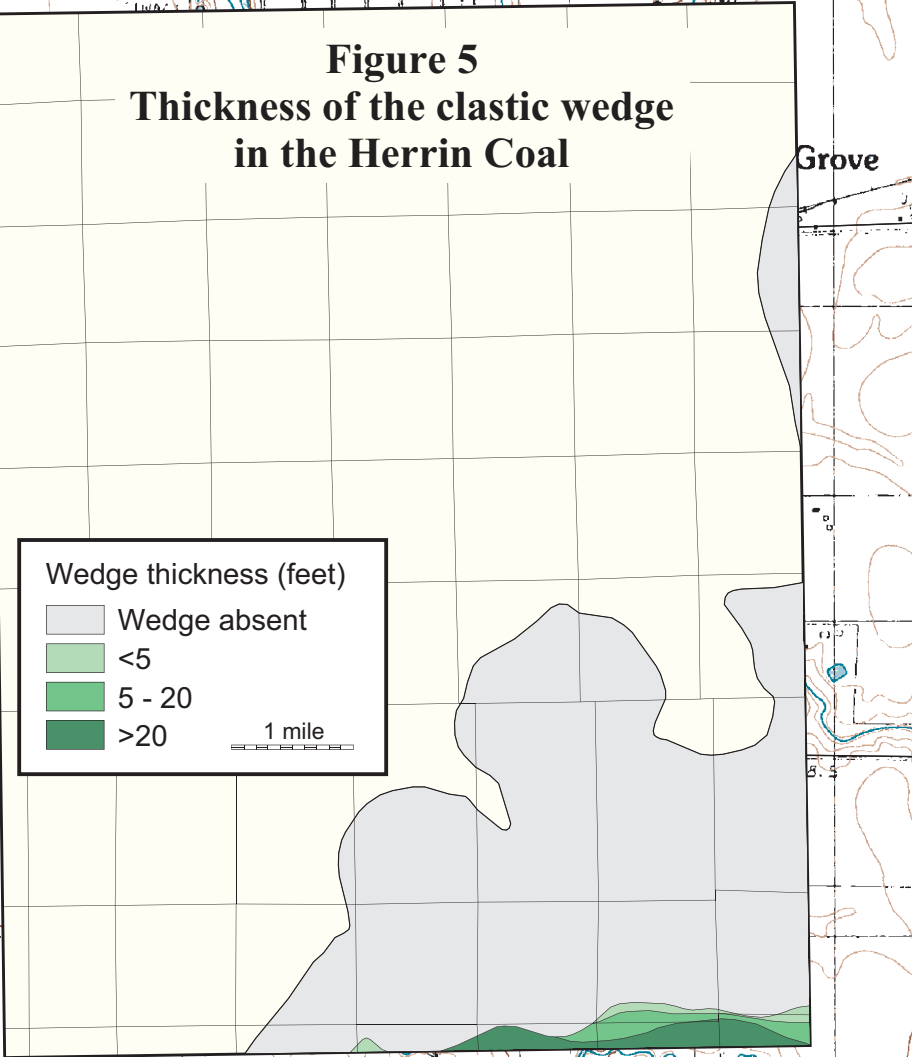 Figure 5
Thickness of the clastic wedge
in the Herrin Coal
Grove
Wedge thickness (feet)
Wedge absent
<5
5 - 20
>20
1 mile